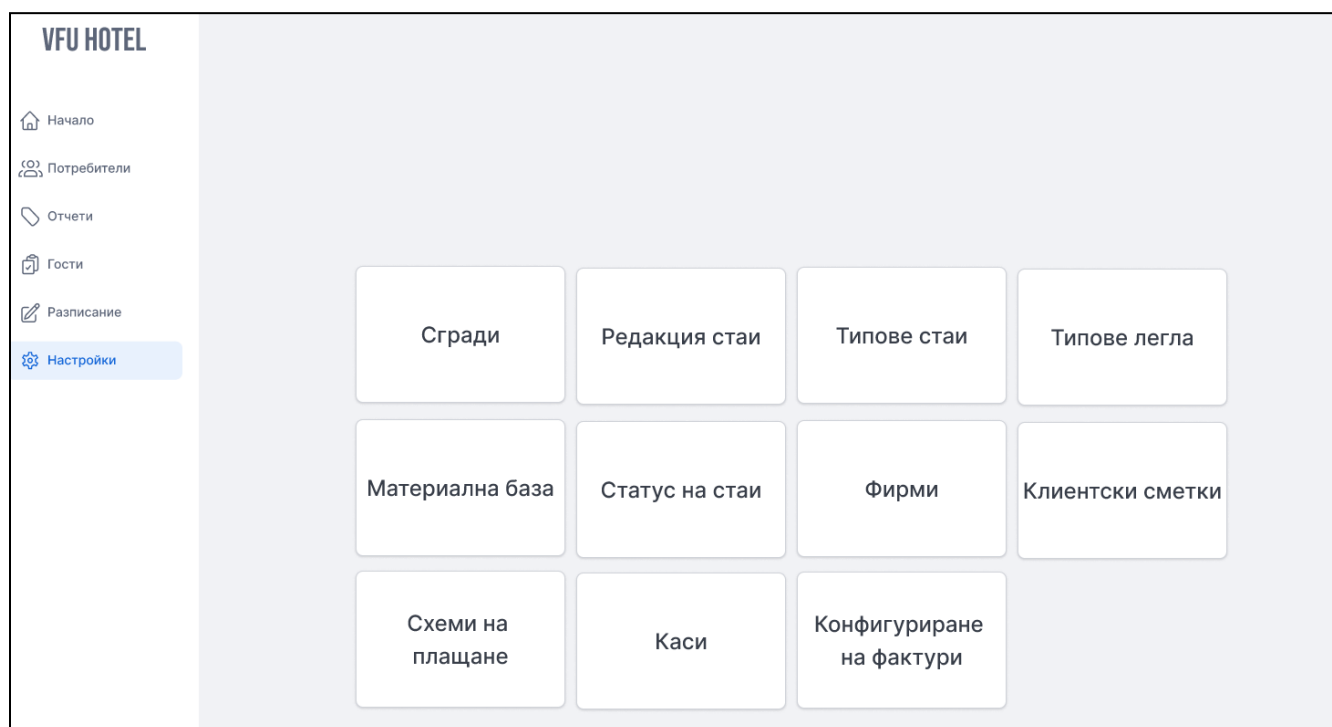 VFU HOTEL
Начало
Потребители
Отчети
Гости
Разписание
Настройки
Сгради
Редакция стаи
Типове стаи
Типове легла
Материална база
Статус на стаи
Фирми
Клиентски сметки
Схеми на
плащане
Каси
Конфигуриране
на фактури